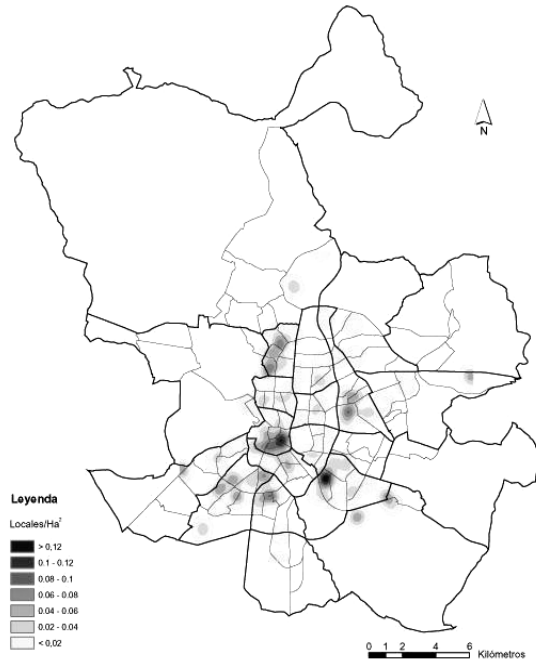 N
Leyenda
Locales/Ha²
> 0,12
0.1 - 0.12
0.08 - 0.1
0.06 - 0.08
0.04 - 0.06
0.02 - 0.04
< 0,02
0 1 2 4 6
Kilómetros